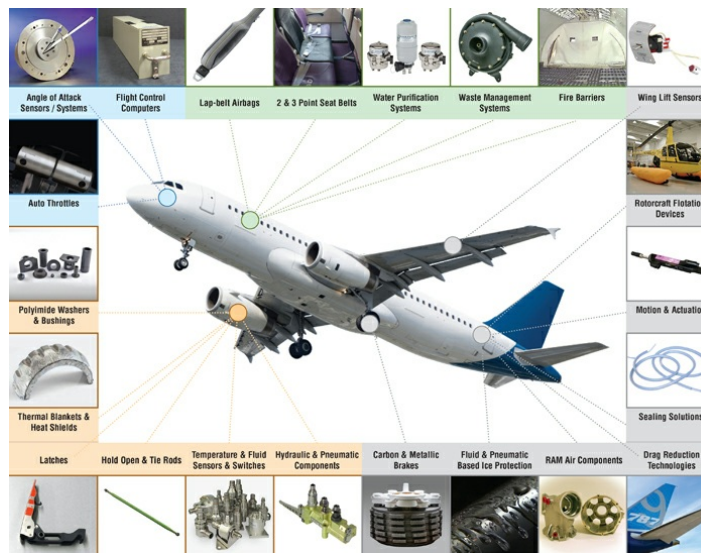 Angle of Attack
Sensors / Systems
Flight Control
Computers
Lap-belt Airbags
2 & 3 Point Seat Belts
Water Purification
Systems
Waste Management
Systems
Fire Barriers
Wing Lift Sensors
Auto Throttles
Rotorcraft Flotation
Devices
Polyimide Washers
& Bushings
Motion & Actuation
Thermal Blankets &
Heat Shields
Sealing Solutions
Latches
Hold Open & Tie Rods
Temperature & Fluid
Sensors & Switches
Hydraulic & Pneumatic
Components
Carbon & Metallic
Brakes
Fluid & Pneumatic
Based Ice Protection
RAM Air Components
Drag Reduction
Technologies
787